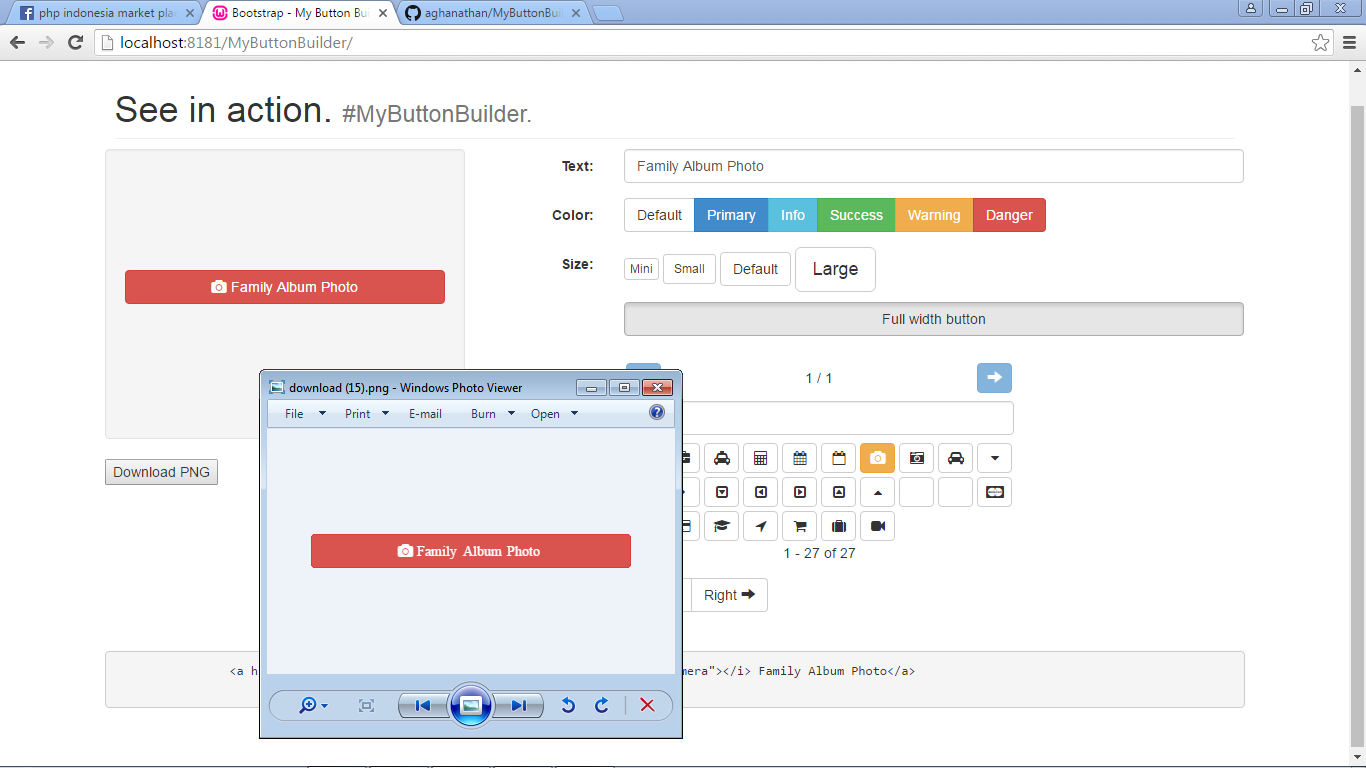 php indonesia market pla
Bootstrap - My Button Bu
aghanathan/MyButtonBui
localhost:8181/MyButtonBuilder/
See in action. #MyButtonBuilder.
Text:
Family Album Photo
Color:
Default Primary Info Success Warning Danger
Size:
Mini Small Default Large
Full width button
Family Album Photo
1 / 1
1 - 27 of 27
Right
Download PNG
<a h
mera"></i> Family Album Photo</a>
download (15).png - Windows Photo Viewer
File Print E-mail Burn Open
Family Album Photo